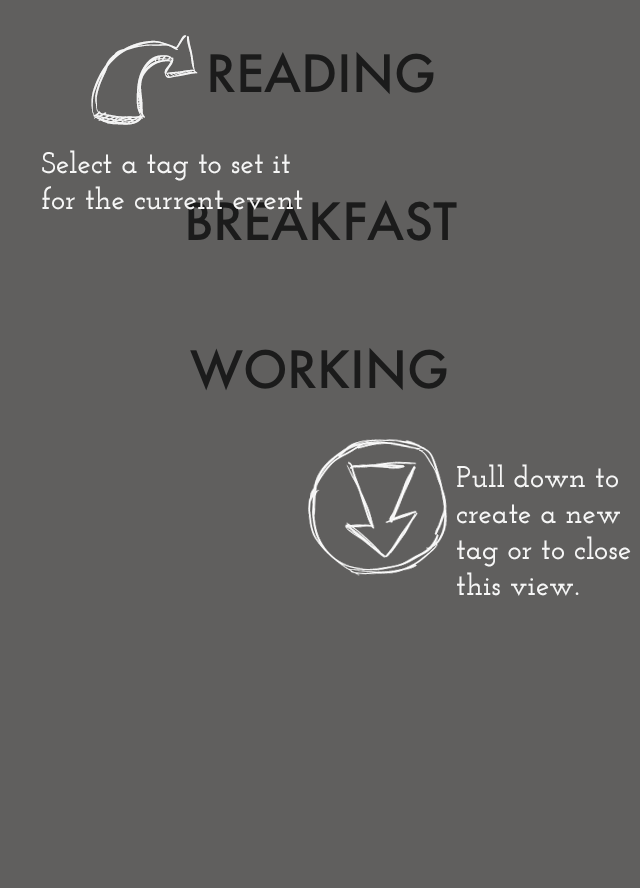 READING
Select a tag to set it
for the current event
BREAKFAST
WORKING
Pull down to
create a new
tag or to close
this view.